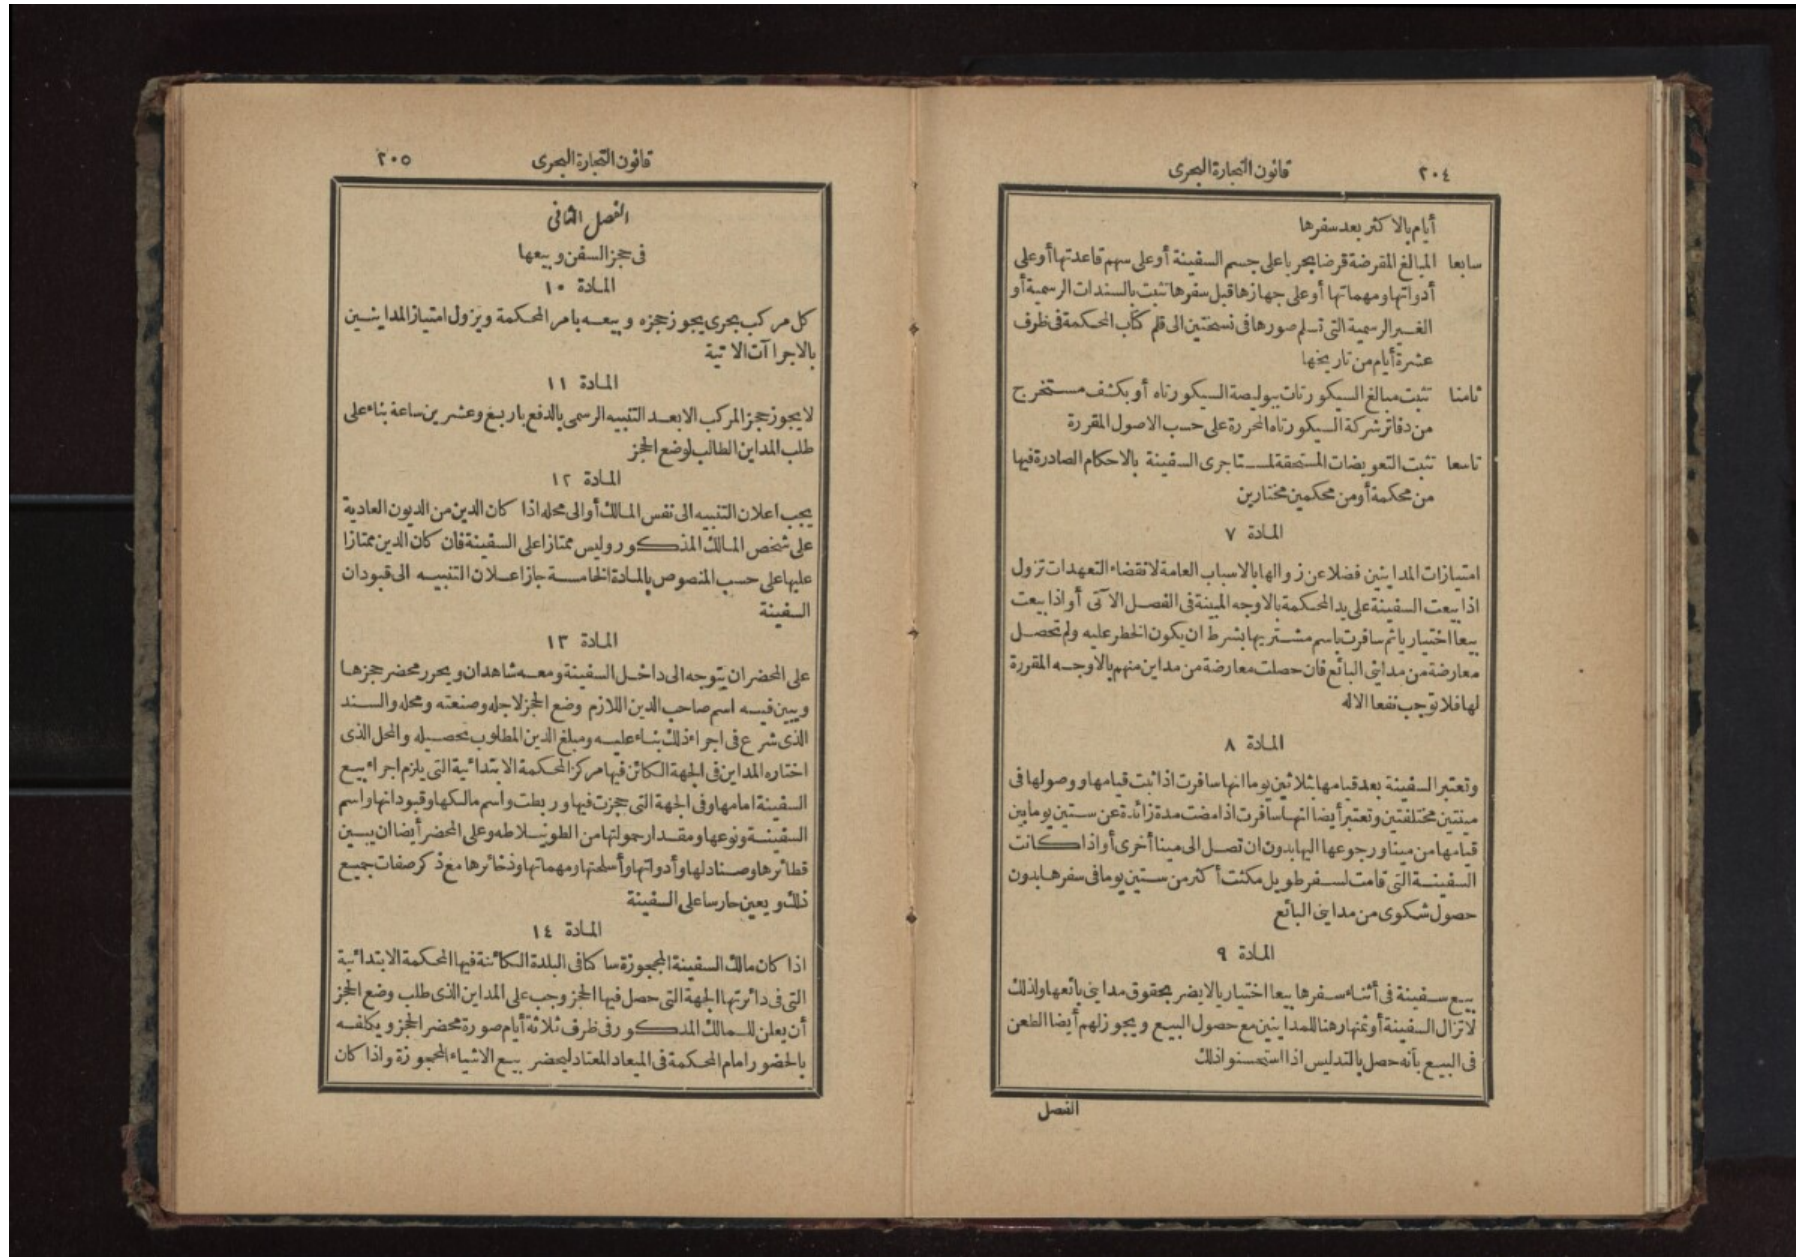 ٢٠٤
قانون التجارة البحرى
أيام بالاكثر بعد سفرها
سابعا المبالغ المقرضة قرضا بحريا على جسم السفينة أو على سهم قاعدتها أو على
أدواتها ومهماتها أو على جهازها قبل سفرها تثبت بالسندات الرسمية أو
الغير الرسمية التى تسلم صورها فى نسختين الى قلم كتاب المحكمة فى ظرف
عشرة أيام من تاريخها
ثامنا تثبت مبالغ السيكورتات ببوليصة السيكورتاه أو بكشف مستخرج
من دفاتر شركة السيكورتاه المحررة على حسب الاصول المقررة
تاسعا تثبت التعويضات المستحقة لمستاجرى السفينة بالاحكام الصادرة فيها
من محكمة أو من محكمين مختارين
المادة ٧
امتيازات المداينين فضلا عن زوالها بالاسباب العامة لانقضاء التعهدات تزول
اذا بيعت السفينة على يد المحكمة بالاوجه المبينة فى الفصل الآتى أو اذا بيعت
بيعا اختياريا ثم سافرت باسم مشتريها بشرط ان يكون الخطر عليه ولم تحصل
معارضة من مداينى البائع فان حصلت معارضة من مداين منهم بالاوجه المقررة
لها فلا توجب نفعا الا له
المادة ٨
وتعتبر السفينة بعد قيامها بثلاثين يوما انها سافرت اذا ثبت قيامها ووصولها فى
مينتين مختلفتين وتعتبر أيضا انها سافرت اذا مضت مدة زائدة عن ستين يوما بين
قيامها من مينا ورجوعها اليها بدون ان تصل الى مينا أخرى أو اذا كانت
السفينة التى قامت لسفر طويل مكثت أكثر من ستين يوما فى سفرها بدون
حصول شكوى من مداينى البائع
المادة ٩
بيع سفينة فى أثناء سفرها بيعا اختياريا لا يضر بحقوق مداينى بائعها ولذلك
لا تزال السفينة أو ثمنها رهنا للمداينين مع حصول البيع ويجوز لهم أيضا الطعن
فى البيع بأنه حصل بالتدليس اذا استحسنوا ذلك
الفصل
قانون التجارة البحرى
٢٠٥
الفصل الثانى
فى حجز السفن وبيعها
المادة ١٠
كل مركب بحرى يجوز حجزه وبيعه بامر المحكمة ويزول امتياز المداينين
بالاجراآت الاتية
المادة ١١
لا يجوز حجز المركب الا بعد التنبيه الرسمى بالدفع باربع وعشرين ساعة بناء على
طلب المداين الطالب لوضع الحجز
المادة ١٢
يجب اعلان التنبيه الى نفس المالك أو الى محله اذا كان الدين من الديون العادية
على شخص المالك المذكور وليس ممتازا على السفينة فان كان الدين ممتازا
عليها على حسب المنصوص بالمادة الخامسة جاز اعلان التنبيه الى قبودان
السفينة
المادة ١٣
على المحضر ان يتوجه الى داخل السفينة ومعه شاهدان ويحرر محضر حجزها
ويبين فيه اسم صاحب الدين اللازم وضع الحجز لاجله وصنعته ومحله والسند
الذى شرع فى اجراء ذلك بناء عليه ومبلغ الدين المطلوب تحصيله والمحل الذى
اختاره المداين فى الجهة الكائن فيها مركز المحكمة الابتدائية التى يلزم اجراء بيع
السفينة امامها وفى الجهة التى حجزت فيها وربطت واسم مالكها وقبودانها واسم
السفينة ونوعها ومقدار حمولتها من الطونيلاطه وعلى المحضر أيضا ان يبين
قطائرها وصنادلها وأدواتها وأسلحتها ومهماتها وذخائرها مع ذكر صفات جميع
ذلك ويعين حارسا على السفينة
المادة ١٤
اذا كان مالك السفينة المحجوزة ساكنا فى البلدة الكائنة فيها المحكمة الابتدائية
التى فى دائرتها الجهة التى حصل فيها الحجز وجب على المداين الذى طلب وضع الحجز
أن يعلن للمالك المذكور فى ظرف ثلاثة أيام صورة محضر الحجز ويكلفه
بالحضور امام المحكمة فى الميعاد المعتاد ليحضر بيع الاشياء المحجوزة واذا كان